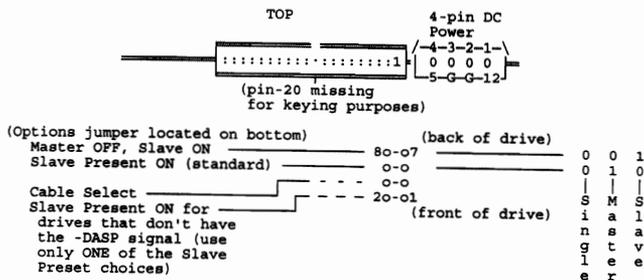 TOP
4-pin DC
Power
/-4-3-2-1-\
:::::::::.:::::::::1
0 0 0 0
5-G-G-12
(pin-20 missing
for keying purposes)
(Options jumper located on bottom)
(back of drive)
Master OFF, Slave ON 8o-o7 0 0 1
Slave Present ON (standard) o-o 0 1 0
o-o
Cable Select
Slave Present ON for 2o-o1
drives that don't have (front of drive)
the -DASP signal (use
only ONE of the Slave
Preset choices)
Single
Master
Slave